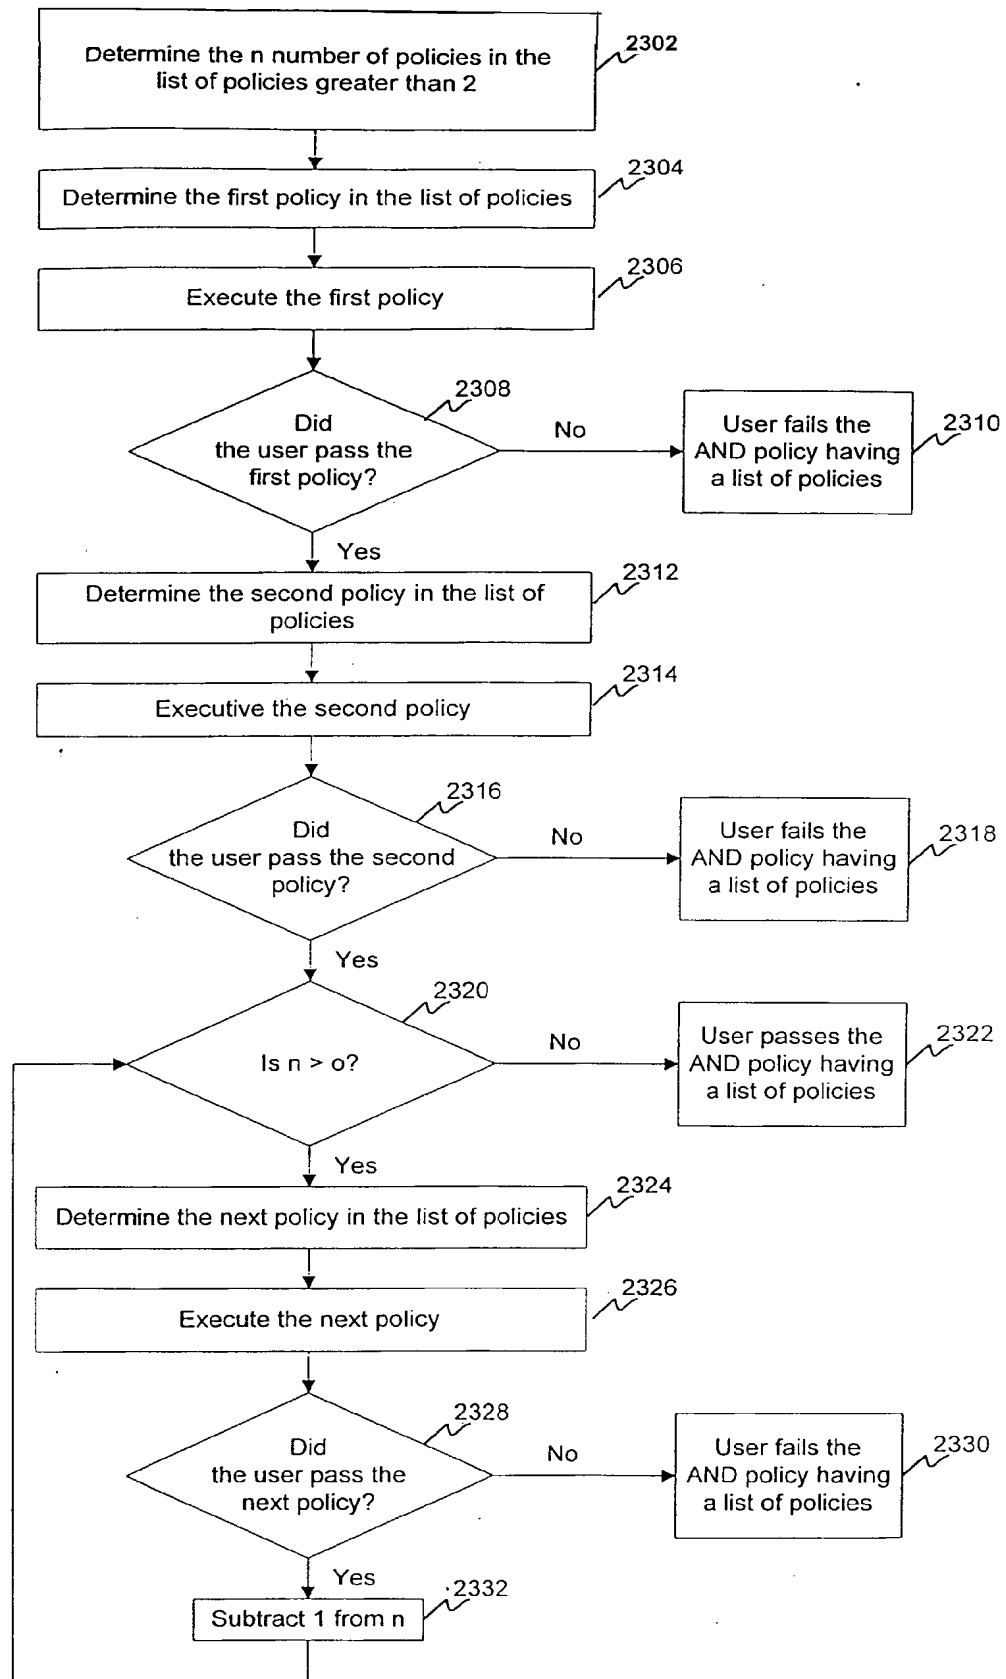 Determine the n number of policies in the
list of policies greater than 2
2302
Determine the first policy in the list of policies
2304
Execute the first policy
2306
Did
the user pass the
first policy?
2308
No
User fails the
AND policy having
a list of policies
2310
Yes
Determine the second policy in the list of
policies
2312
Executive the second policy
2314
Did
the user pass the second
policy?
2316
No
User fails the
AND policy having
a list of policies
2318
Yes
Is n > o?
2320
No
User passes the
AND policy having
a list of policies
2322
Yes
Determine the next policy in the list of policies
2324
Execute the next policy
2326
Did
the user pass the
next policy?
2328
No
User fails the
AND policy having
a list of policies
2330
Yes
Subtract 1 from n
2332